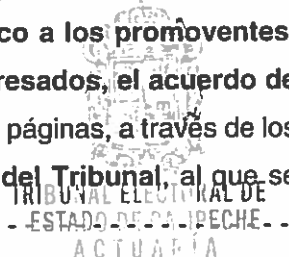 co a los promoventes
resados, el acuerdo de
páginas, a través de los
del Tribunal, al que se
TRIBUNAL ELECTORAL DE
ESTADO DE CAMPECHE
ACTUARÍA